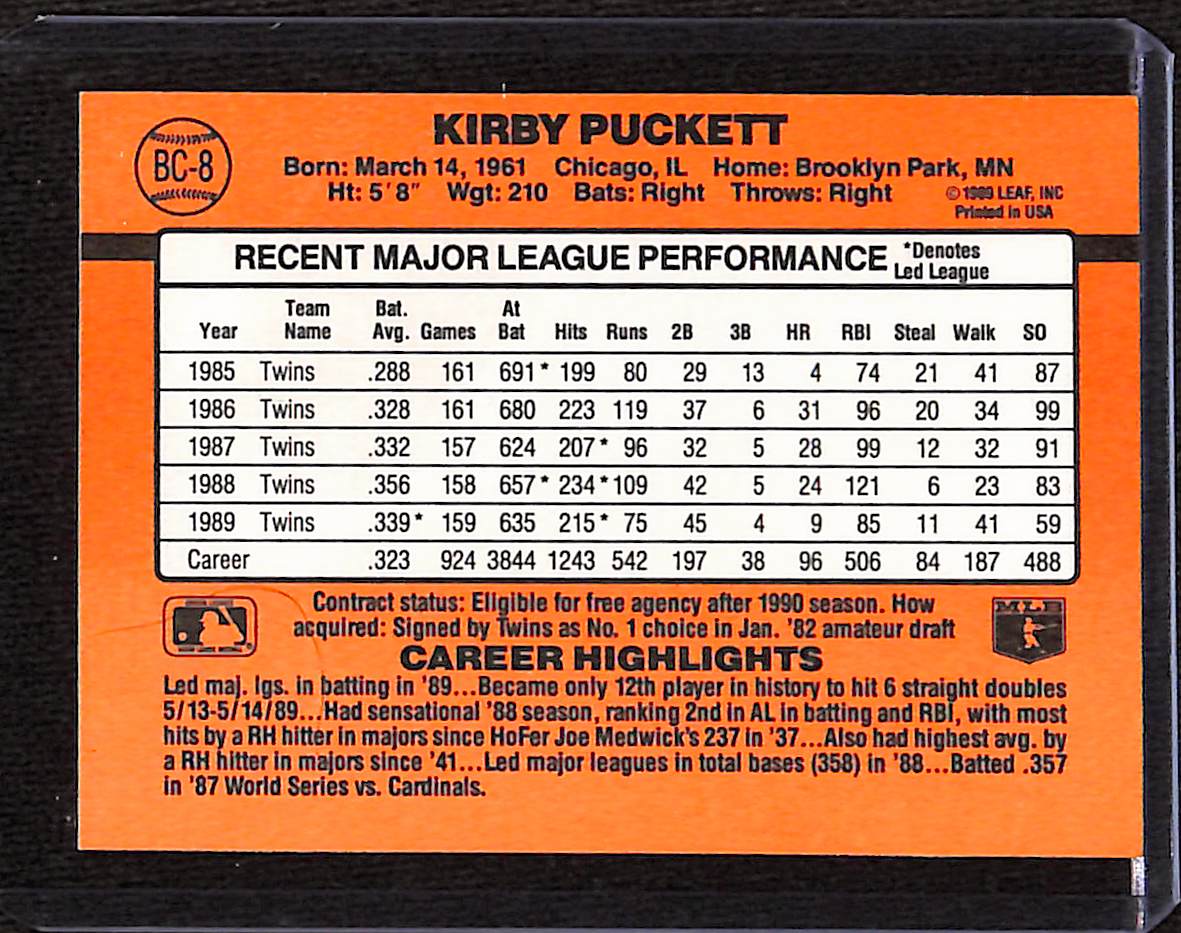 BC-8
KIRBY PUCKETT
Born: March 14, 1961 Chicago, IL Home: Brooklyn Park, MN
Ht: 5'8" Wgt: 210 Bats: Right Throws: Right
© 1989 LEAF, INC
Printed in USA
RECENT MAJOR LEAGUE PERFORMANCE *Denotes
Led League
Team Bat. At
Year Name Avg. Games Bat Hits Runs 2B 3B HR RBI Steal Walk SO
1985 Twins .288 161 691* 199 80 29 13 4 74 21 41 87
1986 Twins .328 161 680 223 119 37 6 31 96 20 34 99
1987 Twins .332 157 624 207* 96 32 5 28 99 12 32 91
1988 Twins .356 158 657* 234* 109 42 5 24 121 6 23 83
1989 Twins .339* 159 635 215* 75 45 4 9 85 11 41 59
Career .323 924 3844 1243 542 197 38 96 506 84 187 488
Contract status: Eligible for free agency after 1990 season. How
acquired: Signed by Twins as No. 1 choice in Jan. '82 amateur draft
MLB
CAREER HIGHLIGHTS
Led maj. lgs. in batting in '89...Became only 12th player in history to hit 6 straight doubles
5/13-5/14/89...Had sensational '88 season, ranking 2nd in AL in batting and RBI, with most
hits by a RH hitter in majors since HoFer Joe Medwick's 237 in '37...Also had highest avg. by
a RH hitter in majors since '41...Led major leagues in total bases (358) in '88...Batted .357
in '87 World Series vs. Cardinals.